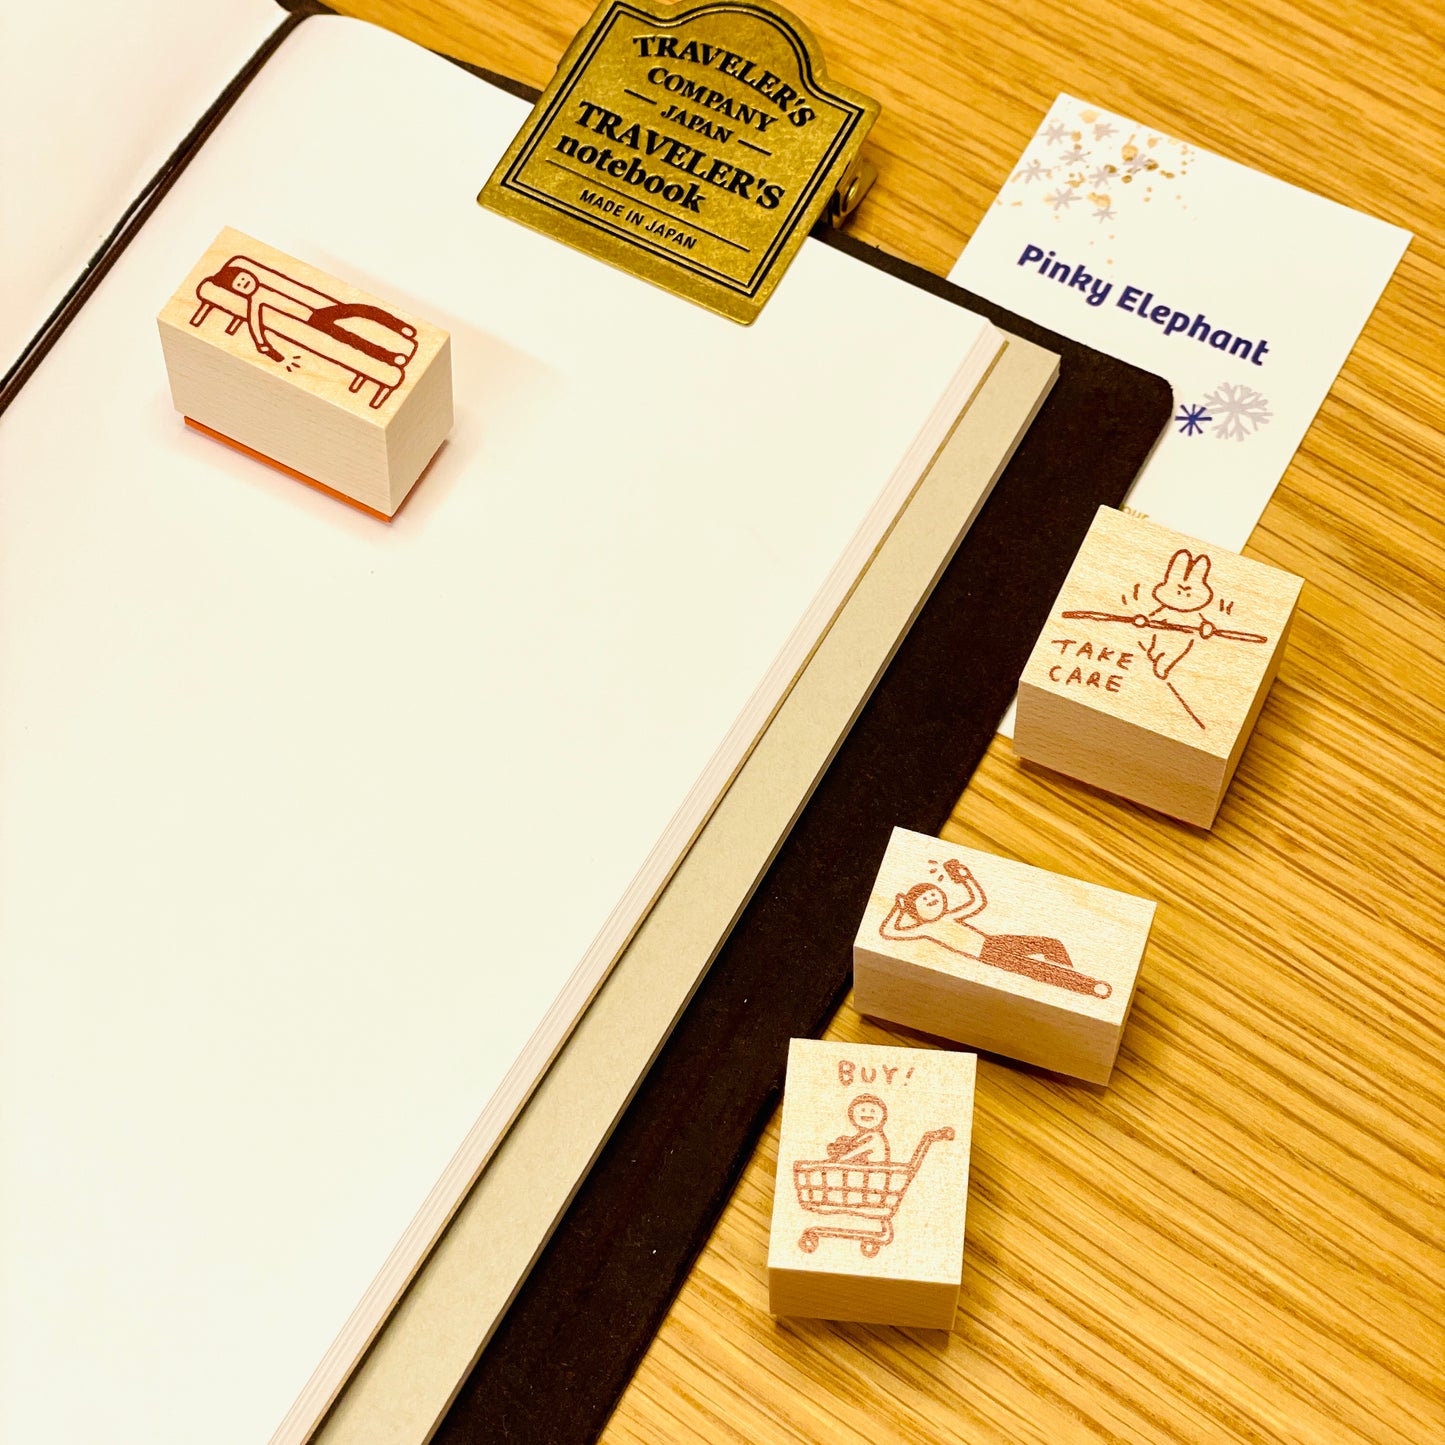 TRAVELER'S
COMPANY
JAPAN
TRAVELER'S
notebook
MADE IN JAPAN
Pinky Elephant
TAKE
CARE
BUY!